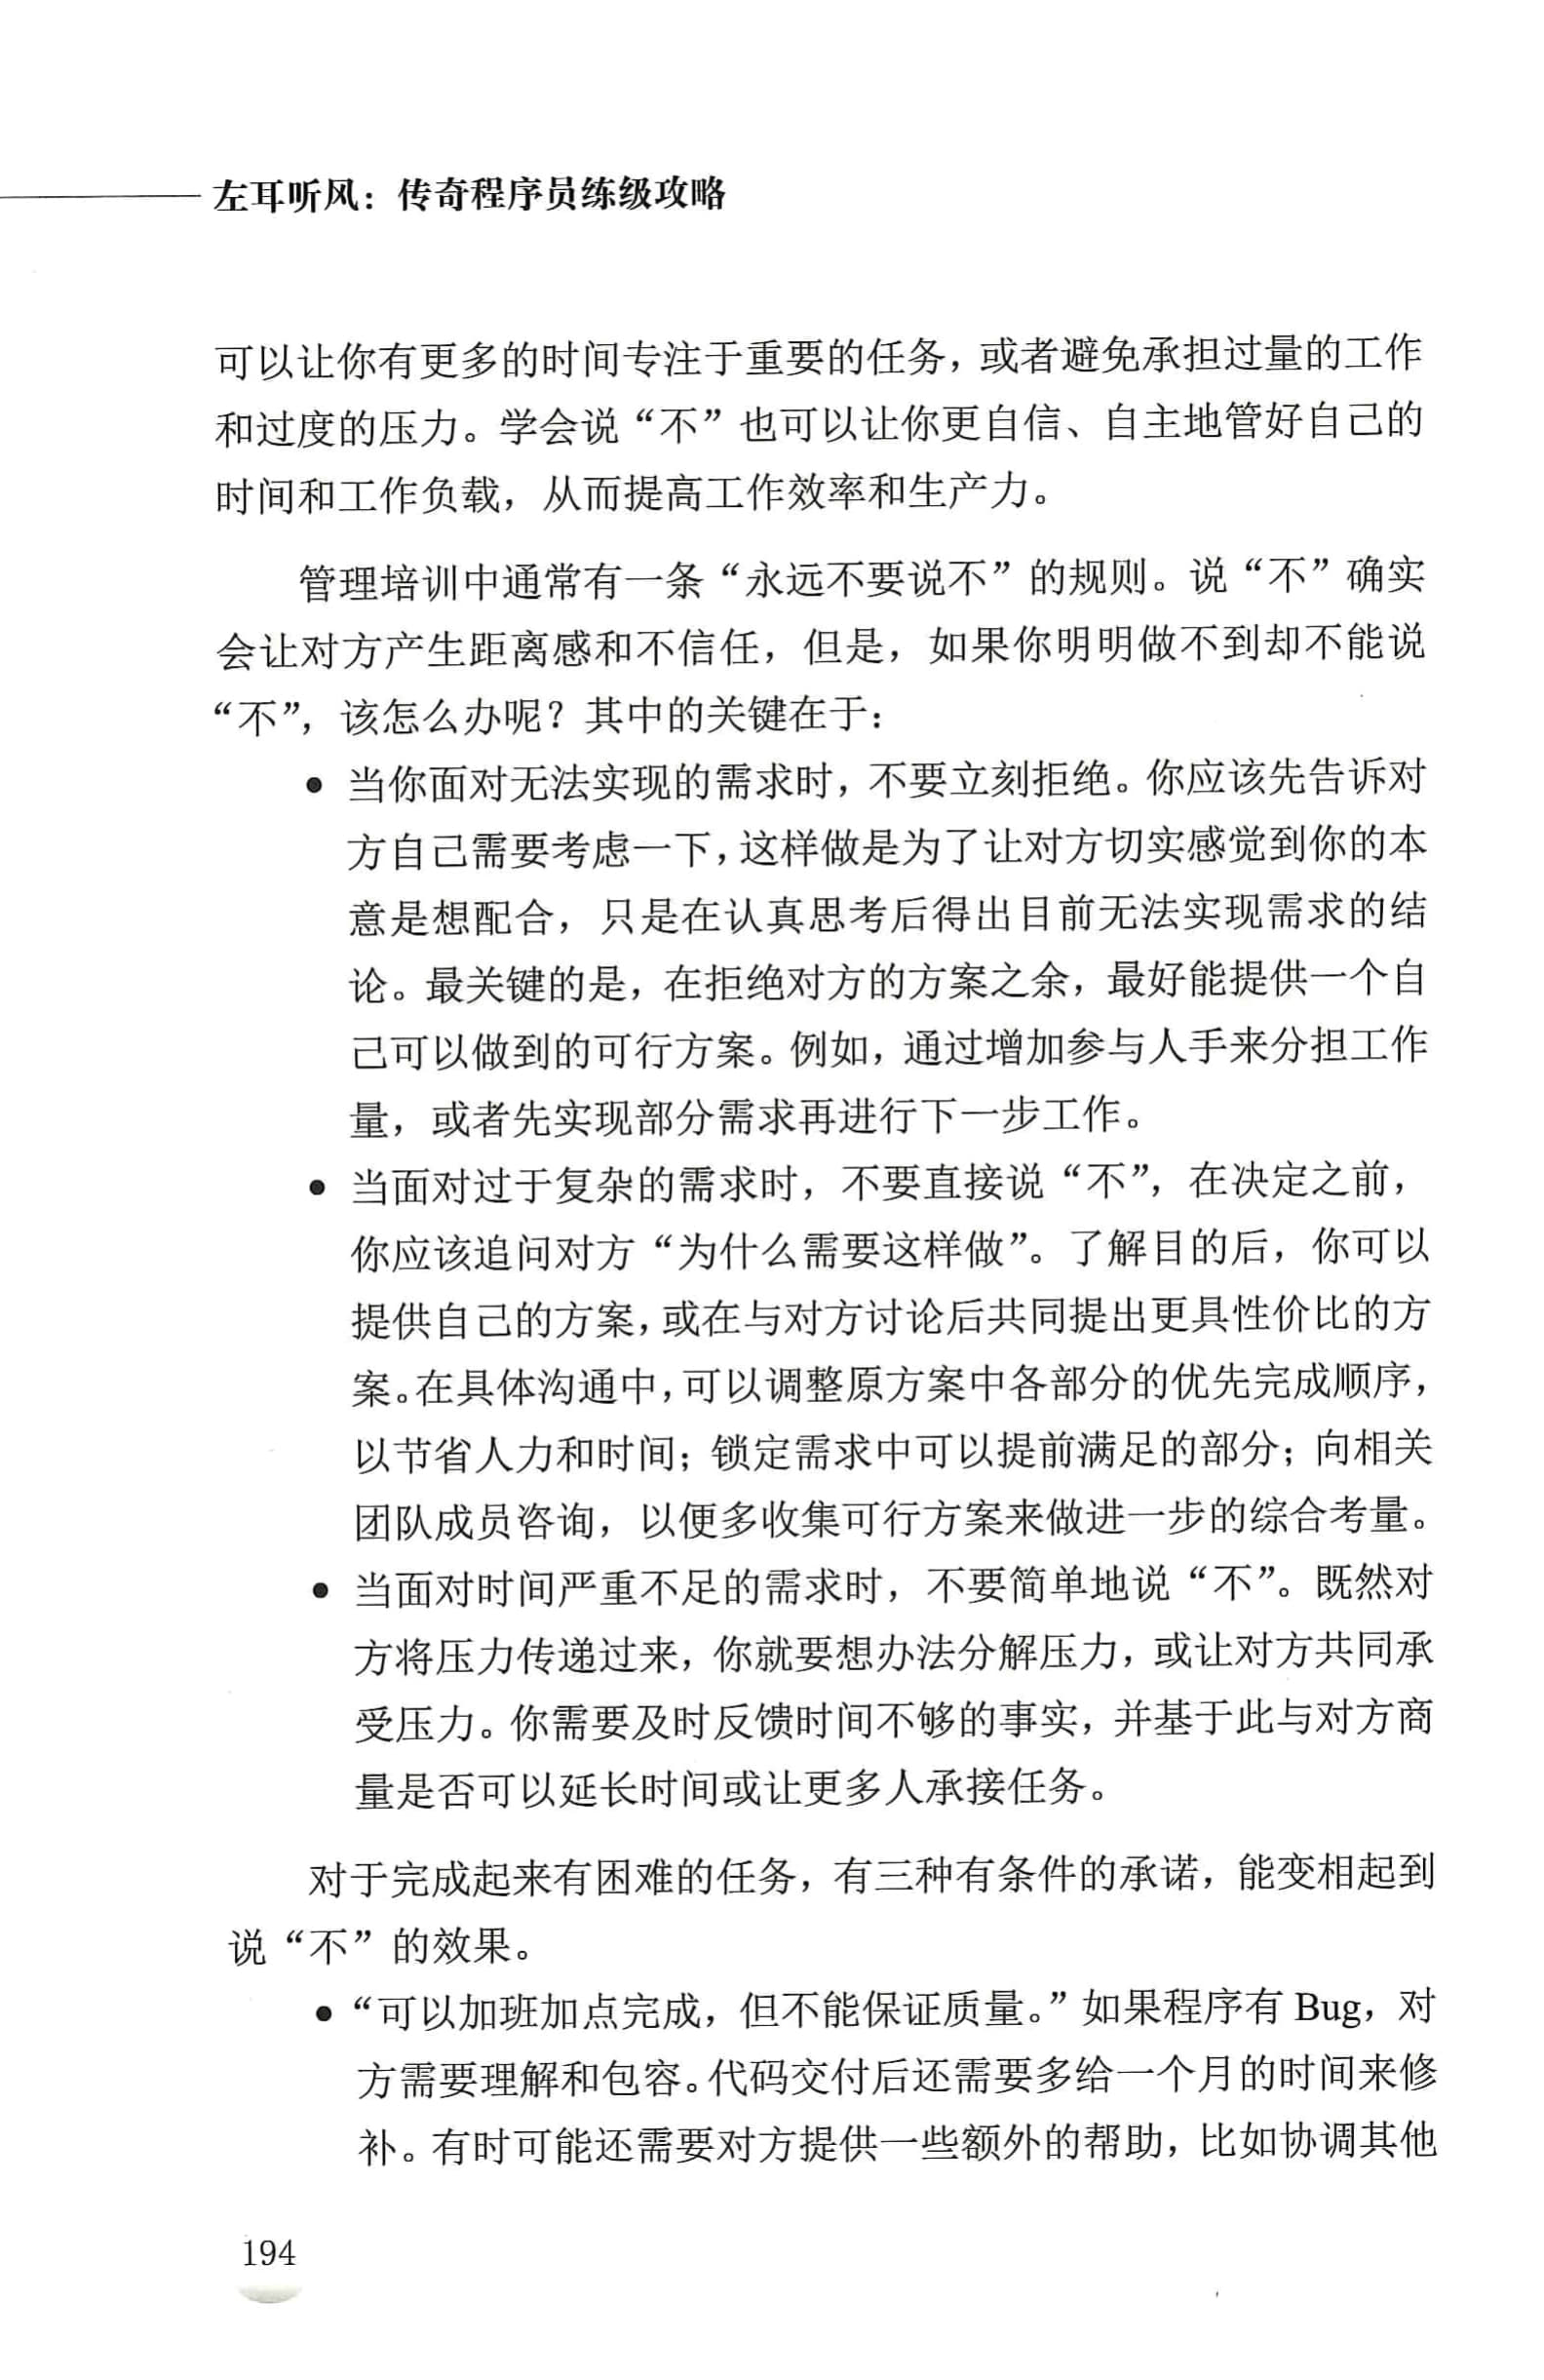 左耳听风：传奇程序员练级攻略
可以让你有更多的时间专注于重要的任务，或者避免承担过量的工作
和过度的压力。学会说“不”也可以让你更自信、自主地管好自己的
时间和工作负载，从而提高工作效率和生产力。
管理培训中通常有一条“永远不要说不”的规则。说“不”确实
会让对方产生距离感和不信任，但是，如果你明明做不到却不能说
“不”，该怎么办呢？其中的关键在于：
● 当你面对无法实现的需求时，不要立刻拒绝。你应该先告诉对
方自己需要考虑一下，这样做是为了让对方切实感觉到你的本
意是想配合，只是在认真思考后得出目前无法实现需求的结
论。最关键的是，在拒绝对方的方案之余，最好能提供一个自
己可以做到的可行方案。例如，通过增加参与人手来分担工作
量，或者先实现部分需求再进行下一步工作。
● 当面对过于复杂的需求时，不要直接说“不”，在决定之前，
你应该追问对方“为什么需要这样做”。了解目的后，你可以
提供自己的方案，或在与对方讨论后共同提出更具性价比的方
案。在具体沟通中，可以调整原方案中各部分的优先完成顺序，
以节省人力和时间；锁定需求中可以提前满足的部分；向相关
团队成员咨询，以便多收集可行方案来做进一步的综合考量。
● 当面对时间严重不足的需求时，不要简单地说“不”。既然对
方将压力传递过来，你就要想办法分解压力，或让对方共同承
受压力。你需要及时反馈时间不够的事实，并基于此与对方商
量是否可以延长时间或让更多人承接任务。
对于完成起来有困难的任务，有三种有条件的承诺，能变相起到
说“不”的效果。
● “可以加班加点完成，但不能保证质量。”如果程序有 Bug，对
方需要理解和包容。代码交付后还需要多给一个月的时间来修
补。有时可能还需要对方提供一些额外的帮助，比如协调其他
194